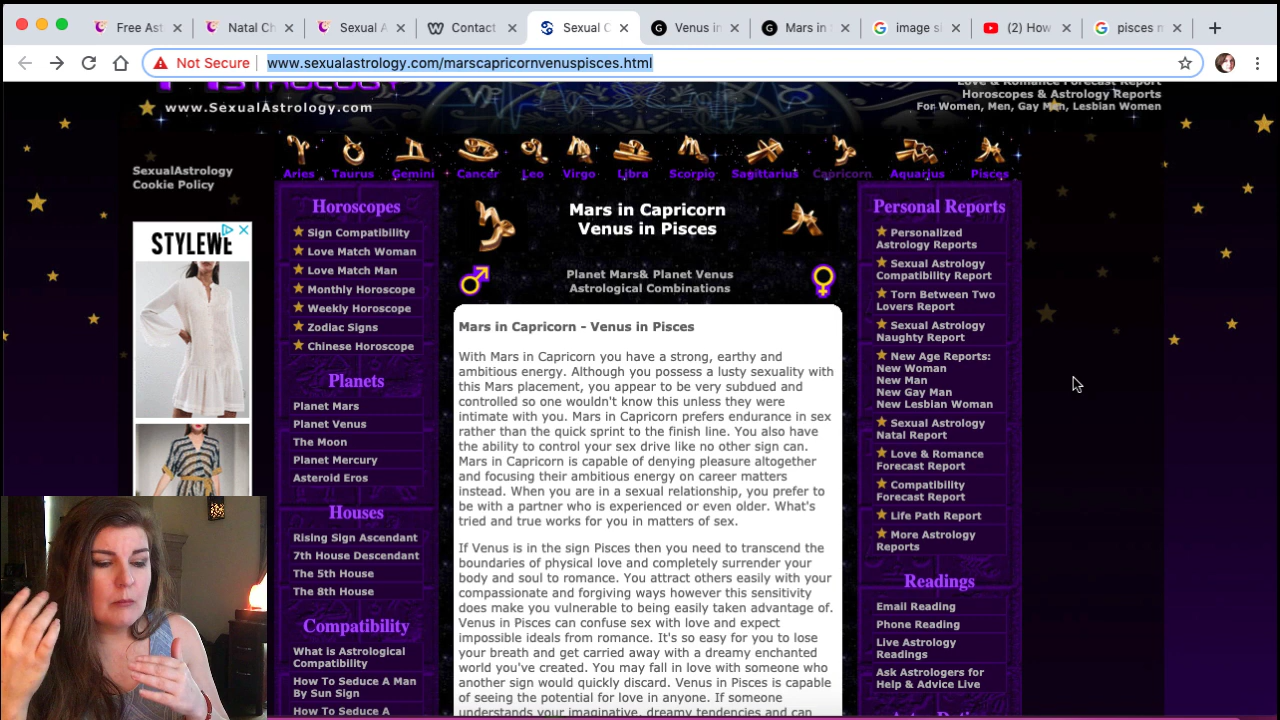 Free Ast
Natal Ch
Sexual A
Contact
Sexual C
Venus in
Mars in
image si
(2) How
pisces m
Not Secure
www.sexualastrology.com/marscapricornvenuspisces.html
www.SexualAstrology.com
Love & Romance Forecast Report
Horoscopes & Astrology Reports
For Women, Men, Gay Men, Lesbian Women
SexualAstrology
Cookie Policy
Aries
Taurus
Gemini
Cancer
Leo
Virgo
Libra
Scorpio
Sagittarius
Capricorn
Aquarius
Pisces
STYLEWE
Horoscopes
Sign Compatibility
Love Match Woman
Love Match Man
Monthly Horoscope
Weekly Horoscope
Zodiac Signs
Chinese Horoscope
Planets
Planet Mars
Planet Venus
The Moon
Planet Mercury
Asteroid Eros
Houses
Rising Sign Ascendant
7th House Descendant
The 5th House
The 8th House
Compatibility
What is Astrological
Compatibility
How To Seduce A Man
By Sun Sign
How To Seduce A
Mars in Capricorn
Venus in Pisces
Planet Mars& Planet Venus
Astrological Combinations
Mars in Capricorn - Venus in Pisces
With Mars in Capricorn you have a strong, earthy and
ambitious energy. Although you possess a lusty sexuality with
this Mars placement, you appear to be very subdued and
controlled so one wouldn't know this unless they were
intimate with you. Mars in Capricorn prefers endurance in sex
rather than the quick sprint to the finish line. You also have
the ability to control your sex drive like no other sign can.
Mars in Capricorn is capable of denying pleasure altogether
and focusing their ambitious energy on career matters
instead. When you are in a sexual relationship, you prefer to
be with a partner who is experienced or even older. What's
tried and true works for you in matters of sex.
If Venus is in the sign Pisces then you need to transcend the
boundaries of physical love and completely surrender your
body and soul to romance. You attract others easily with your
compassionate and forgiving ways however this sensitivity
does make you vulnerable to being easily taken advantage of.
Venus in Pisces can confuse sex with love and expect
impossible ideals from romance. It's so easy for you to lose
your breath and get carried away with a dreamy enchanted
world you've created. You may fall in love with someone who
another sign would quickly discard. Venus in Pisces is capable
of seeing the potential for love in anyone. If someone
understands your imaginative, dreamy tendencies and can
Personal Reports
Personalized
Astrology Reports
Sexual Astrology
Compatibility Report
Torn Between Two
Lovers Report
Sexual Astrology
Naughty Report
New Age Reports:
New Woman
New Man
New Gay Man
New Lesbian Woman
Sexual Astrology
Natal Report
Love & Romance
Forecast Report
Compatibility
Forecast Report
Life Path Report
More Astrology
Reports
Readings
Email Reading
Phone Reading
Live Astrology
Readings
Ask Astrologers for
Help & Advice Live